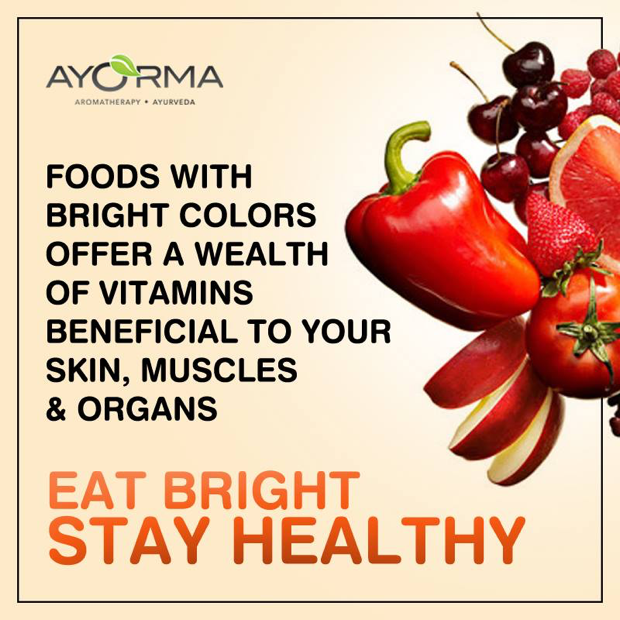 AYORMA
AROMATHERAPY • AYURVEDA
FOODS WITH
BRIGHT COLORS
OFFER A WEALTH
OF VITAMINS
BENEFICIAL TO YOUR
SKIN, MUSCLES
& ORGANS
EAT BRIGHT
STAY HEALTHY